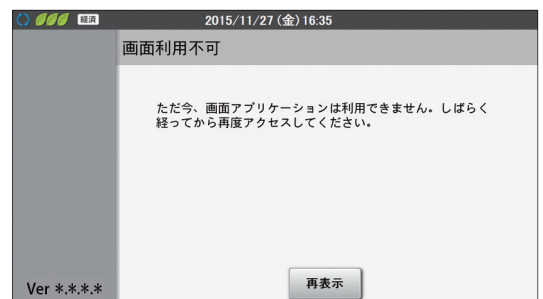 経済 2015/11/27(金)16:35
画面利用不可
ただ今、画面アプリケーションは利用できません。しばらく
経ってから再度アクセスしてください。
再表示
Ver *.*.*.*